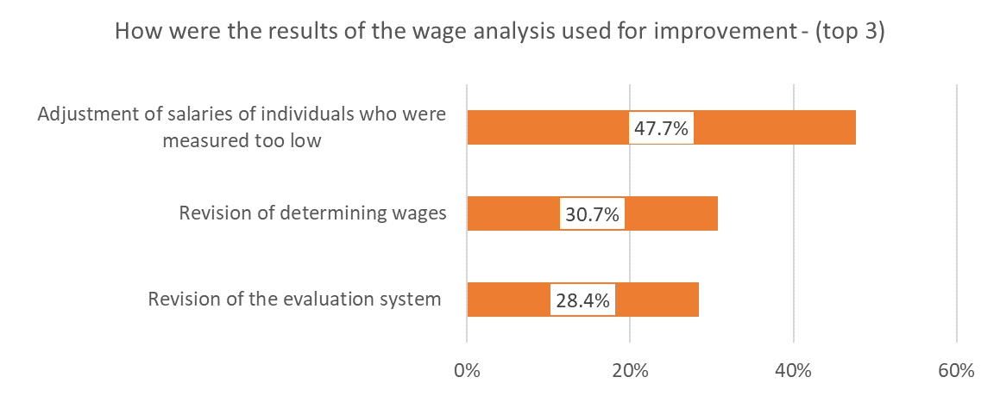 How were the results of the wage analysis used for improvement - (top 3)
Adjustment of salaries of individuals who were
measured too low
47.7%
Revision of determining wages
30.7%
Revision of the evaluation system
28.4%
0%
20%
40%
60%